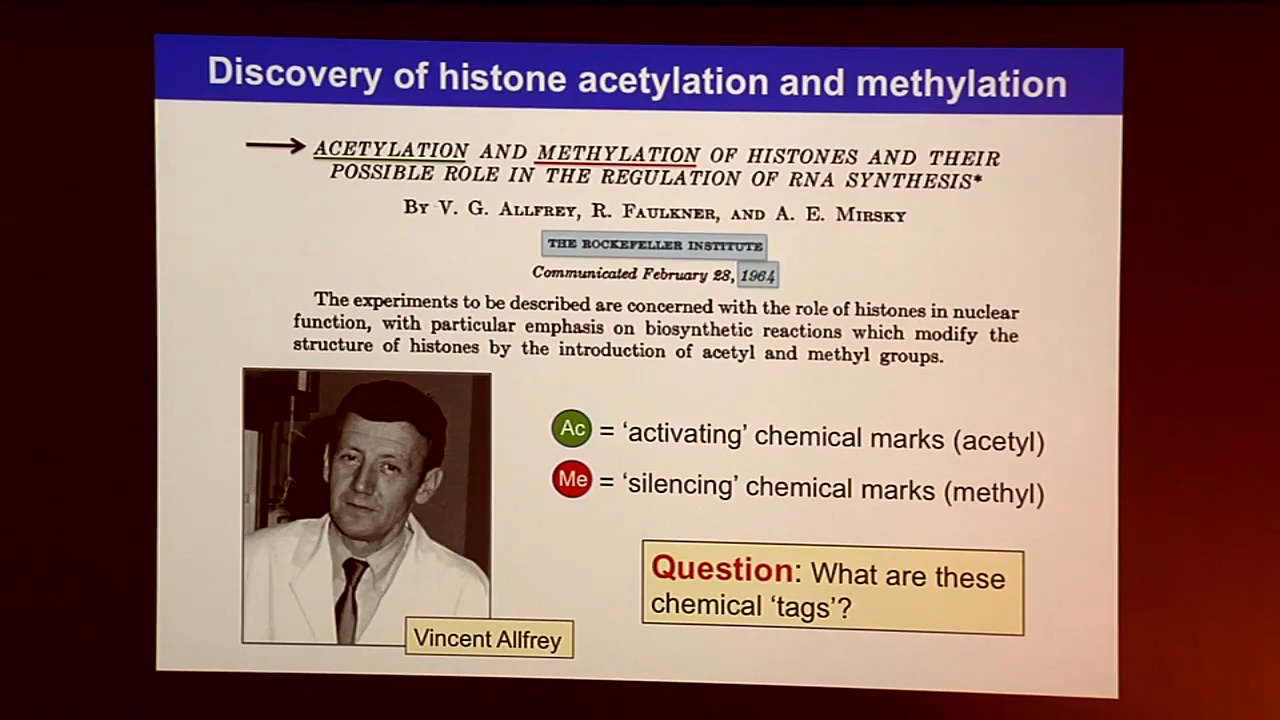 Discovery of histone acetylation and methylation
ACETYLATION AND METHYLATION OF HISTONES AND THEIR
POSSIBLE ROLE IN THE REGULATION OF RNA SYNTHESIS*
BY V. G. ALLFREY, R. FAULKNER, AND A. E. MIRSKY
THE ROCKEFELLER INSTITUTE
Communicated February 28, 1964
The experiments to be described are concerned with the role of histones in nuclear
function, with particular emphasis on biosynthetic reactions which modify the
structure of histones by the introduction of acetyl and methyl groups.
Ac = ‘activating’ chemical marks (acetyl)
Me = ‘silencing’ chemical marks (methyl)
Question: What are these
chemical ‘tags’?
Vincent Allfrey